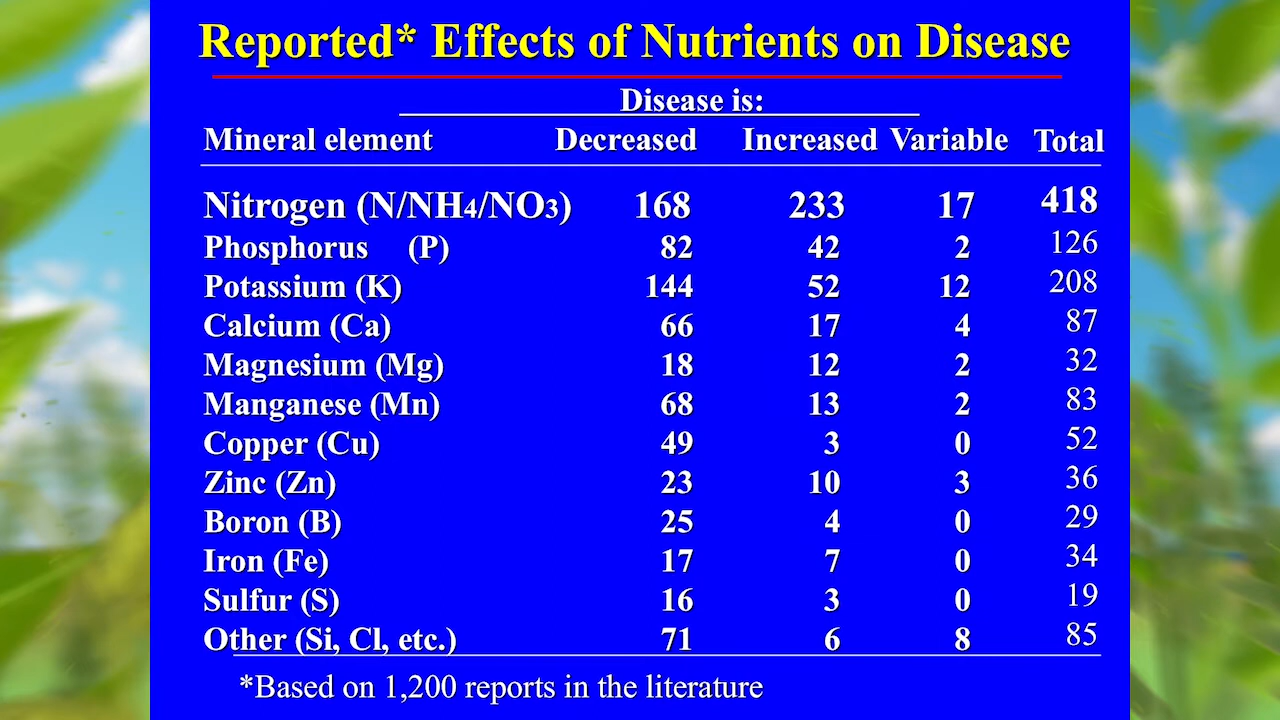 Reported* Effects of Nutrients on Disease
Disease is:
Mineral element Decreased Increased Variable Total
Nitrogen (N/NH4/NO3) 168 233 17 418
Phosphorus (P) 82 42 2 126
Potassium (K) 144 52 12 208
Calcium (Ca) 66 17 4 87
Magnesium (Mg) 18 12 2 32
Manganese (Mn) 68 13 2 83
Copper (Cu) 49 3 0 52
Zinc (Zn) 23 10 3 36
Boron (B) 25 4 0 29
Iron (Fe) 17 7 0 34
Sulfur (S) 16 3 0 19
Other (Si, Cl, etc.) 71 6 8 85
*Based on 1,200 reports in the literature